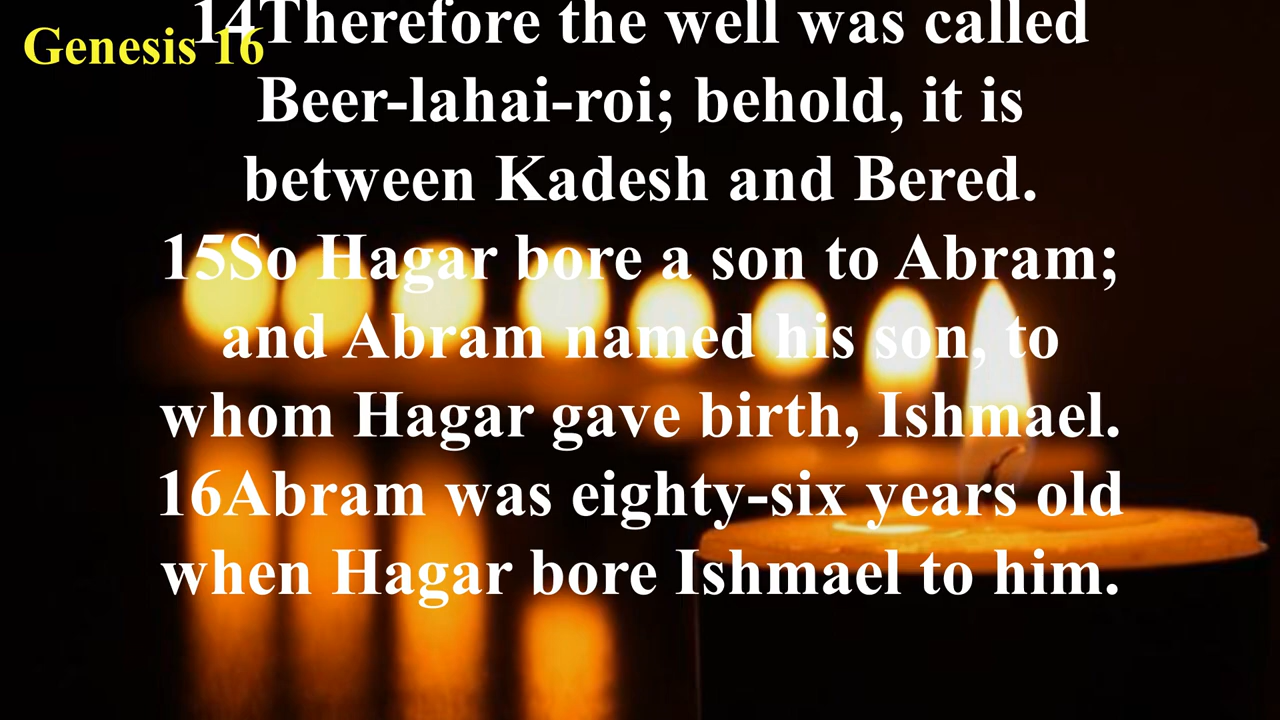 Genesis 16
14Therefore the well was called
Beer-lahai-roi; behold, it is
between Kadesh and Bered.
15So Hagar bore a son to Abram;
and Abram named his son, to
whom Hagar gave birth, Ishmael.
16Abram was eighty-six years old
when Hagar bore Ishmael to him.